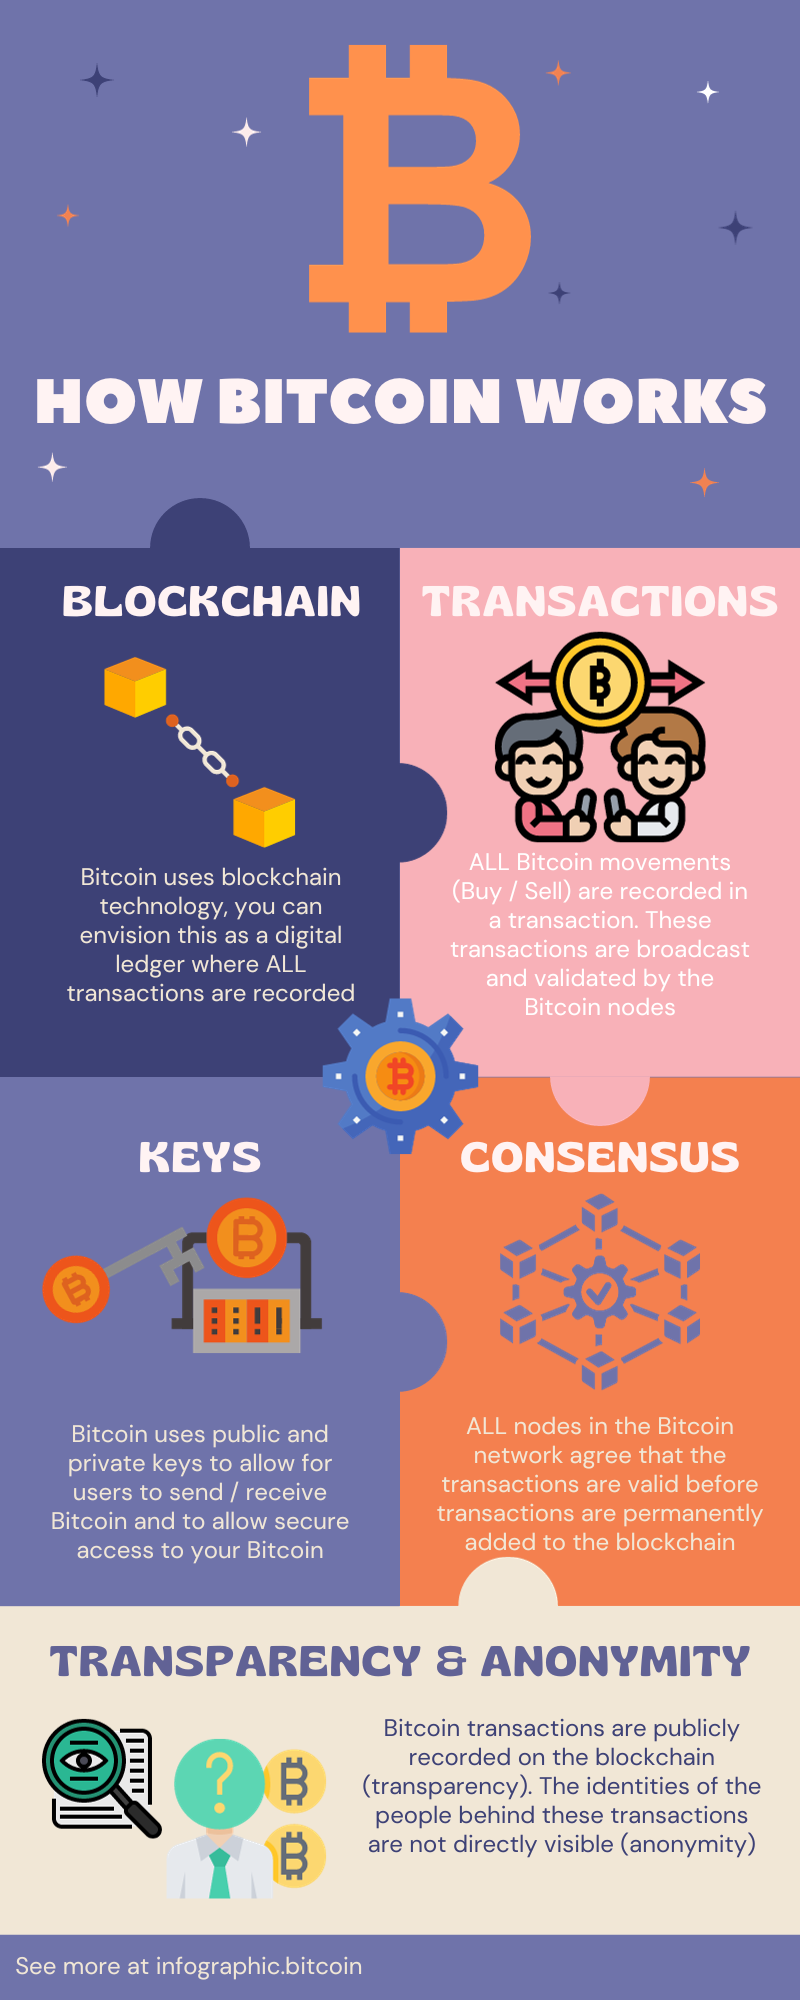 HOW BITCOIN WORKS
BLOCKCHAIN
Bitcoin uses blockchain
technology, you can
envision this as a digital
ledger where ALL
transactions are recorded
TRANSACTIONS
ALL Bitcoin movements
(Buy / Sell) are recorded in
a transaction. These
transactions are broadcast
and validated by the
Bitcoin nodes
KEYS
Bitcoin uses public and
private keys to allow for
users to send / receive
Bitcoin and to allow secure
access to your Bitcoin
CONSENSUS
ALL nodes in the Bitcoin
network agree that the
transactions are valid before
transactions are permanently
added to the blockchain
TRANSPARENCY & ANONYMITY
Bitcoin transactions are publicly
recorded on the blockchain
(transparency). The identities of the
people behind these transactions
are not directly visible (anonymity)
See more at infographic.bitcoin